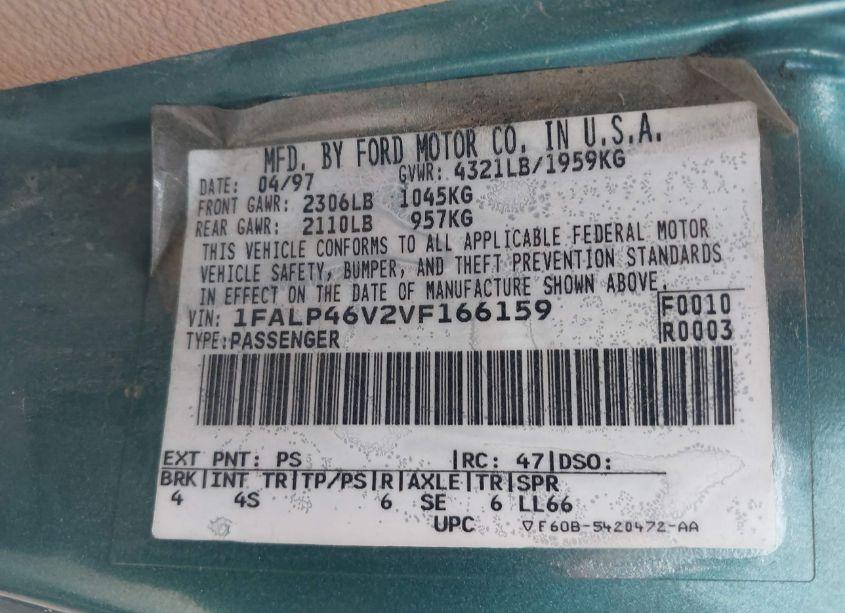 MFD. BY FORD MOTOR CO. IN U.S.A.
DATE: 04/97 GVWR: 4321LB/1959KG
FRONT GAWR: 2306LB 1045KG
REAR GAWR: 2110LB 957KG
THIS VEHICLE CONFORMS TO ALL APPLICABLE FEDERAL MOTOR
VEHICLE SAFETY, BUMPER, AND THEFT PREVENTION STANDARDS
IN EFFECT ON THE DATE OF MANUFACTURE SHOWN ABOVE.
VIN: 1FALP46V2VF166159 F0010
TYPE:PASSENGER R0003
EXT PNT: PS |RC: 47|DSO:
BRK|INT TR|TP/PS|R|AXLE|TR|SPR
4 4S 6 SE 6 LL66
UPC ▽F60B-5420472-AA